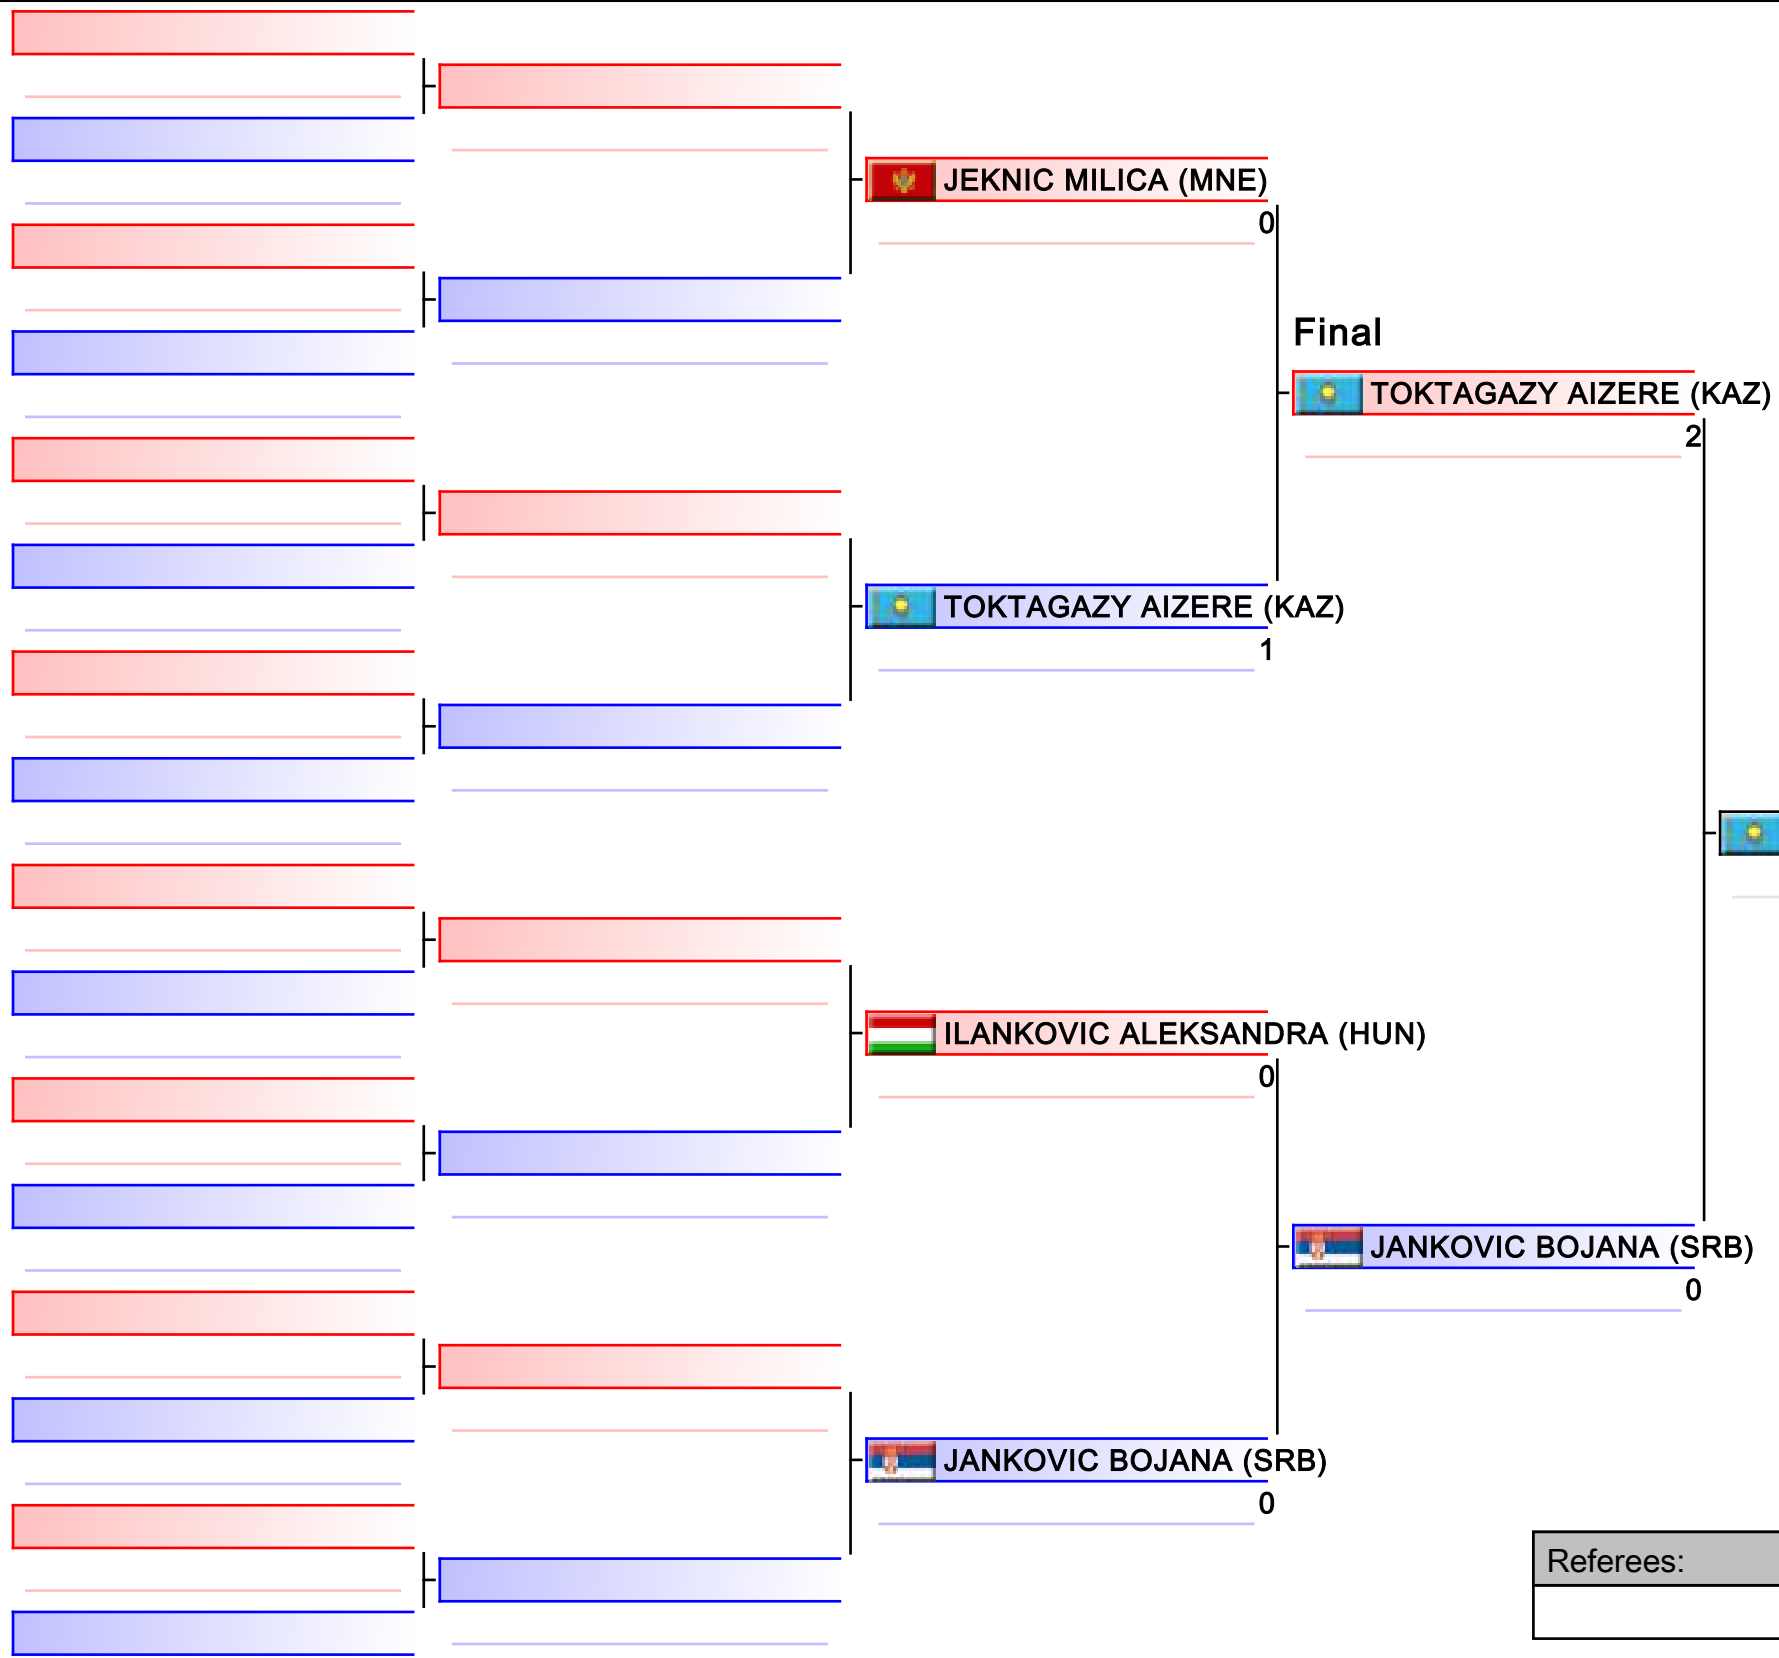 JEKNIC MILICA (MNE)
0
Final
TOKTAGAZY AIZERE (KAZ)
2
TOKTAGAZY AIZERE (KAZ)
1
ILANKOVIC ALEKSANDRA (HUN)
0
JANKOVIC BOJANA (SRB)
0
JANKOVIC BOJANA (SRB)
0
Referees: